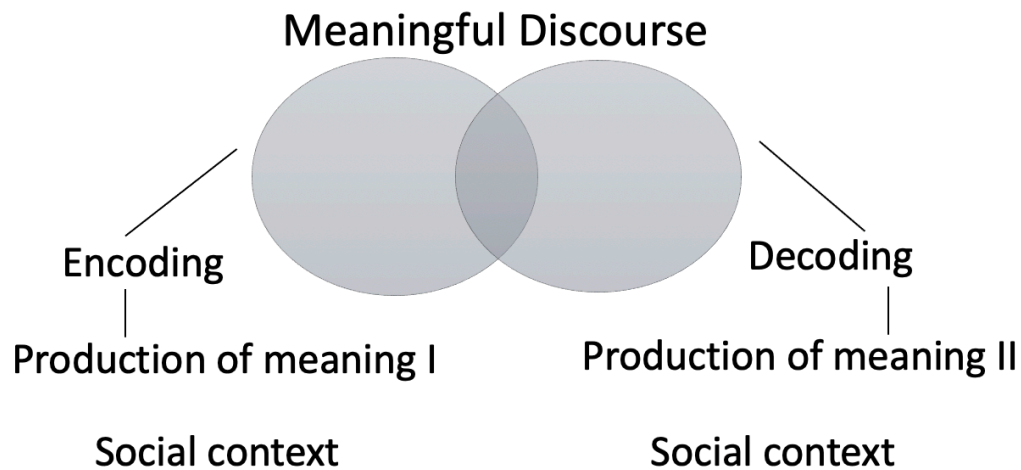 Meaningful Discourse
Encoding
Decoding
Production of meaning I
Production of meaning II
Social context
Social context